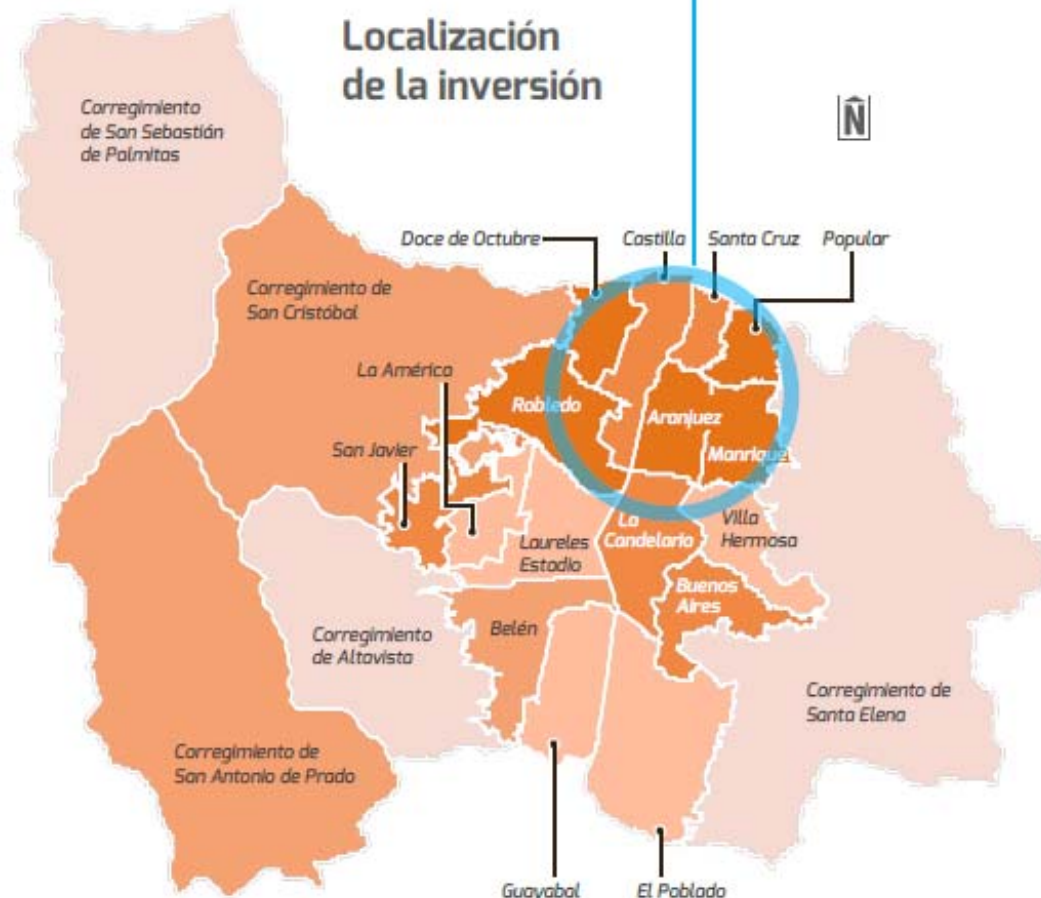 Localización
de la inversión
Corregimiento
de San Sebastián
de Palmitas
N
Doce de Octubre
Castilla
Santa Cruz
Popular
Corregimiento de
San Cristóbal
La América
Robledo
Aranjuez
San Javier
Manrique
Laureles
Estadio
La
Candelaria
Villa
Hermosa
Buenos
Aires
Belén
Corregimiento
de Altavista
Corregimiento de
Santa Elena
Corregimiento de
San Antonio de Prado
Guayabal
El Poblado